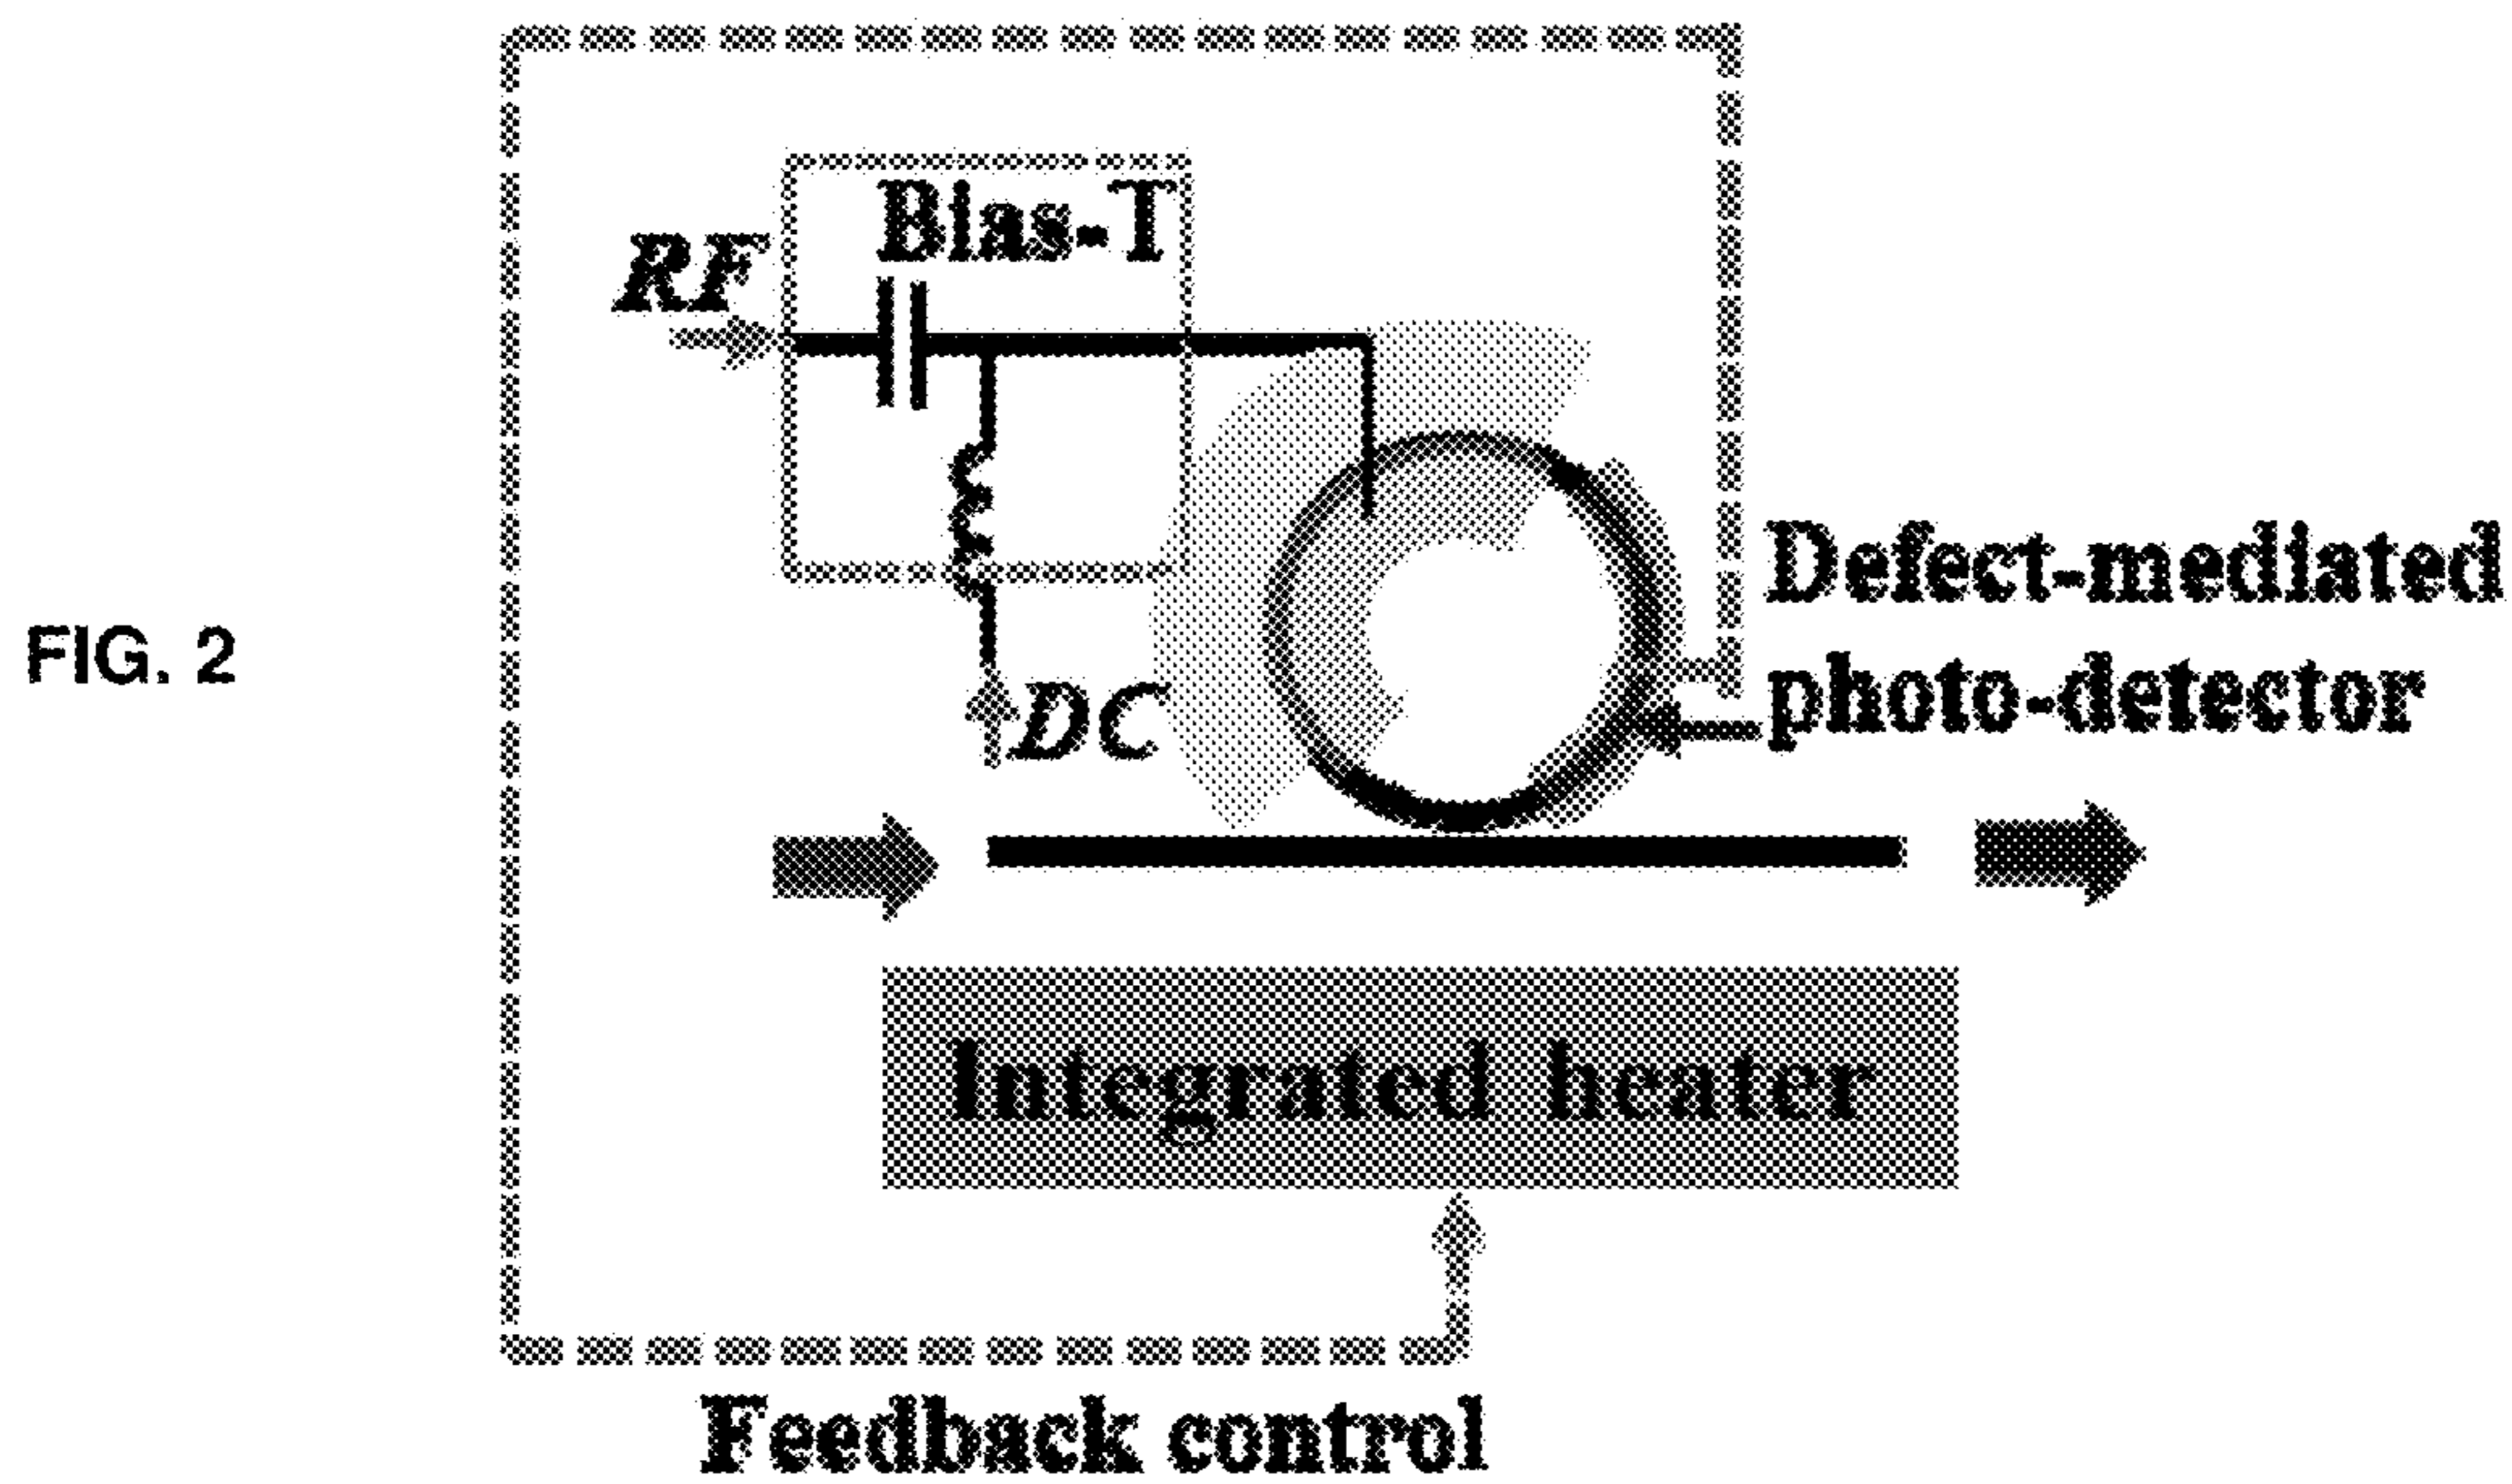 Bias-T
RF
Defect-mediated
FIG. 2
photo-detector
DC
Integrated heater
Feedback control